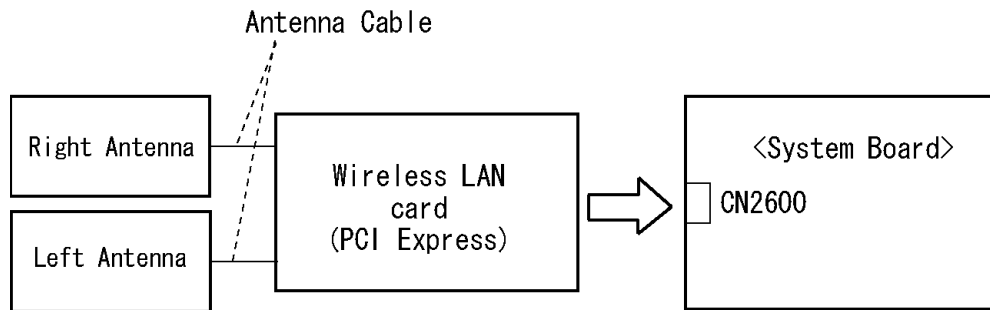 Antenna Cable
Right Antenna
Left Antenna
Wireless LAN
card
(PCI Express)
<System Board>
CN2600